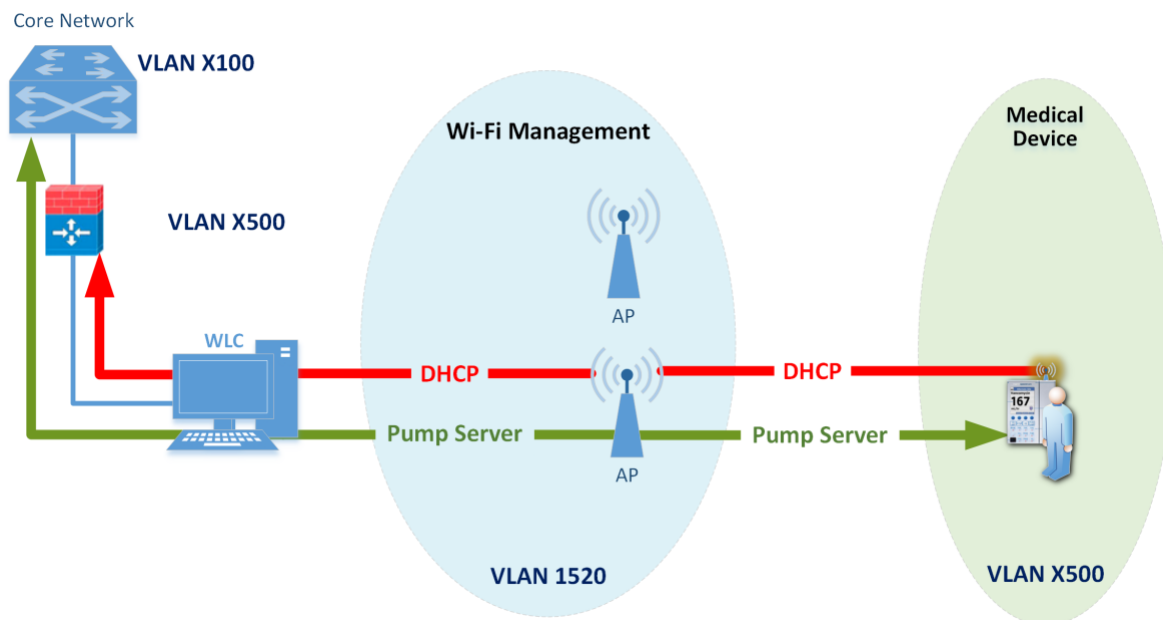 Core Network
VLAN X100
Wi-Fi Management
Medical
Device
VLAN X500
AP
WLC
DHCP
DHCP
167
Pump Server
Pump Server
AP
VLAN 1520
VLAN X500